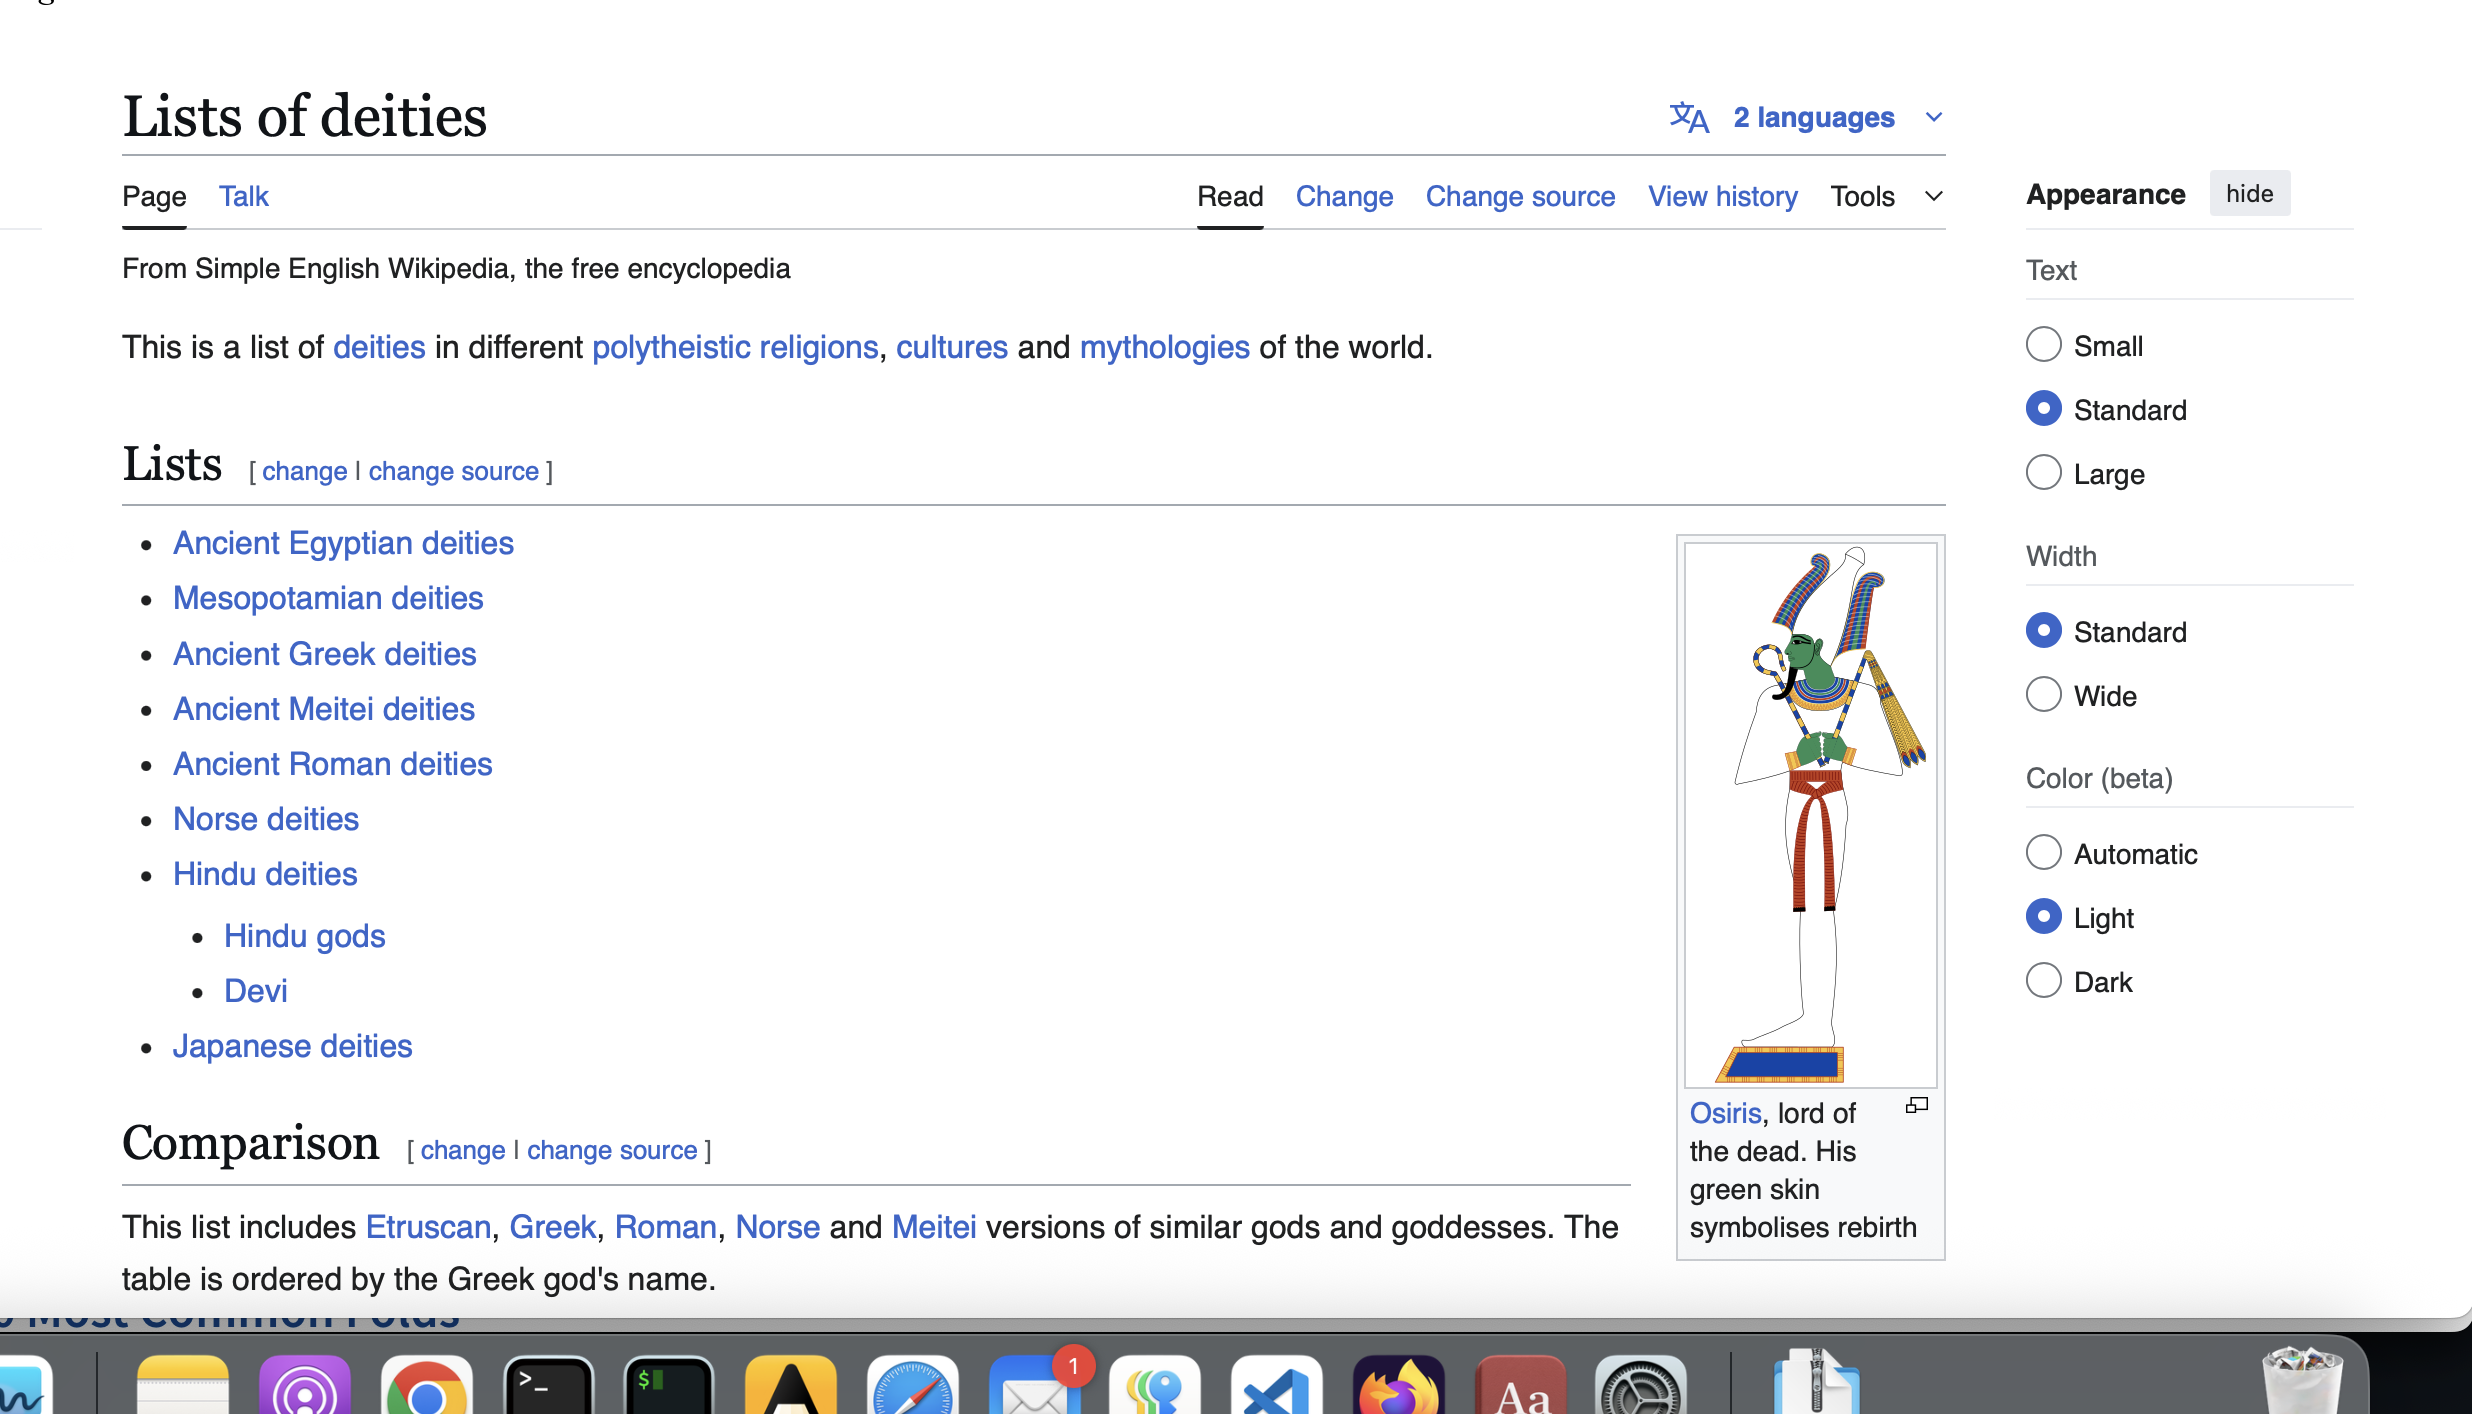 Lists of deities
2 languages
Page Talk
Read Change Change source View history Tools
From Simple English Wikipedia, the free encyclopedia
This is a list of deities in different polytheistic religions, cultures and mythologies of the world.
Lists [ change | change source ]
Ancient Egyptian deities
Mesopotamian deities
Ancient Greek deities
Ancient Meitei deities
Ancient Roman deities
Norse deities
Hindu deities
Hindu gods
Devi
Japanese deities
Osiris, lord of
the dead. His
green skin
symbolises rebirth
Comparison [ change | change source ]
This list includes Etruscan, Greek, Roman, Norse and Meitei versions of similar gods and goddesses. The
table is ordered by the Greek god's name.
Appearance hide
Text
Small
Standard
Large
Width
Standard
Wide
Color (beta)
Automatic
Light
Dark
Most Common
>_
$
1
Aa